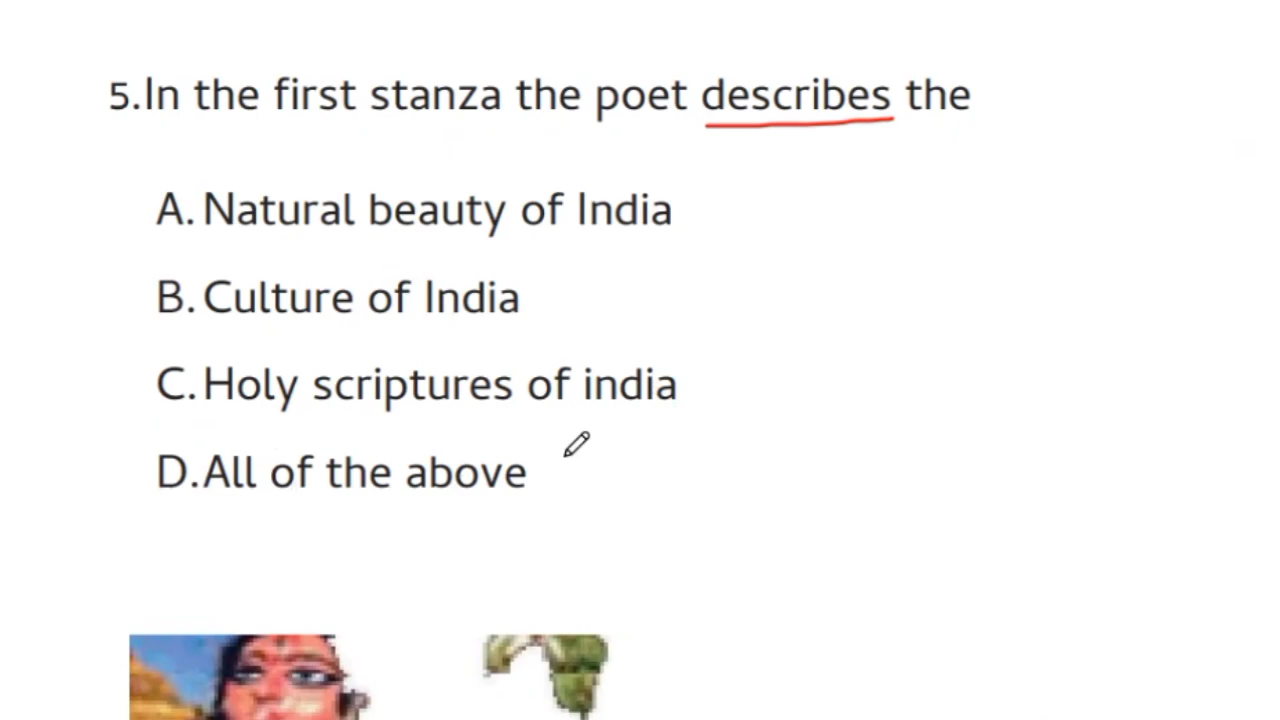 5.In the first stanza the poet describes the
A. Natural beauty of India
B. Culture of India
C. Holy scriptures of india
D.All of the above